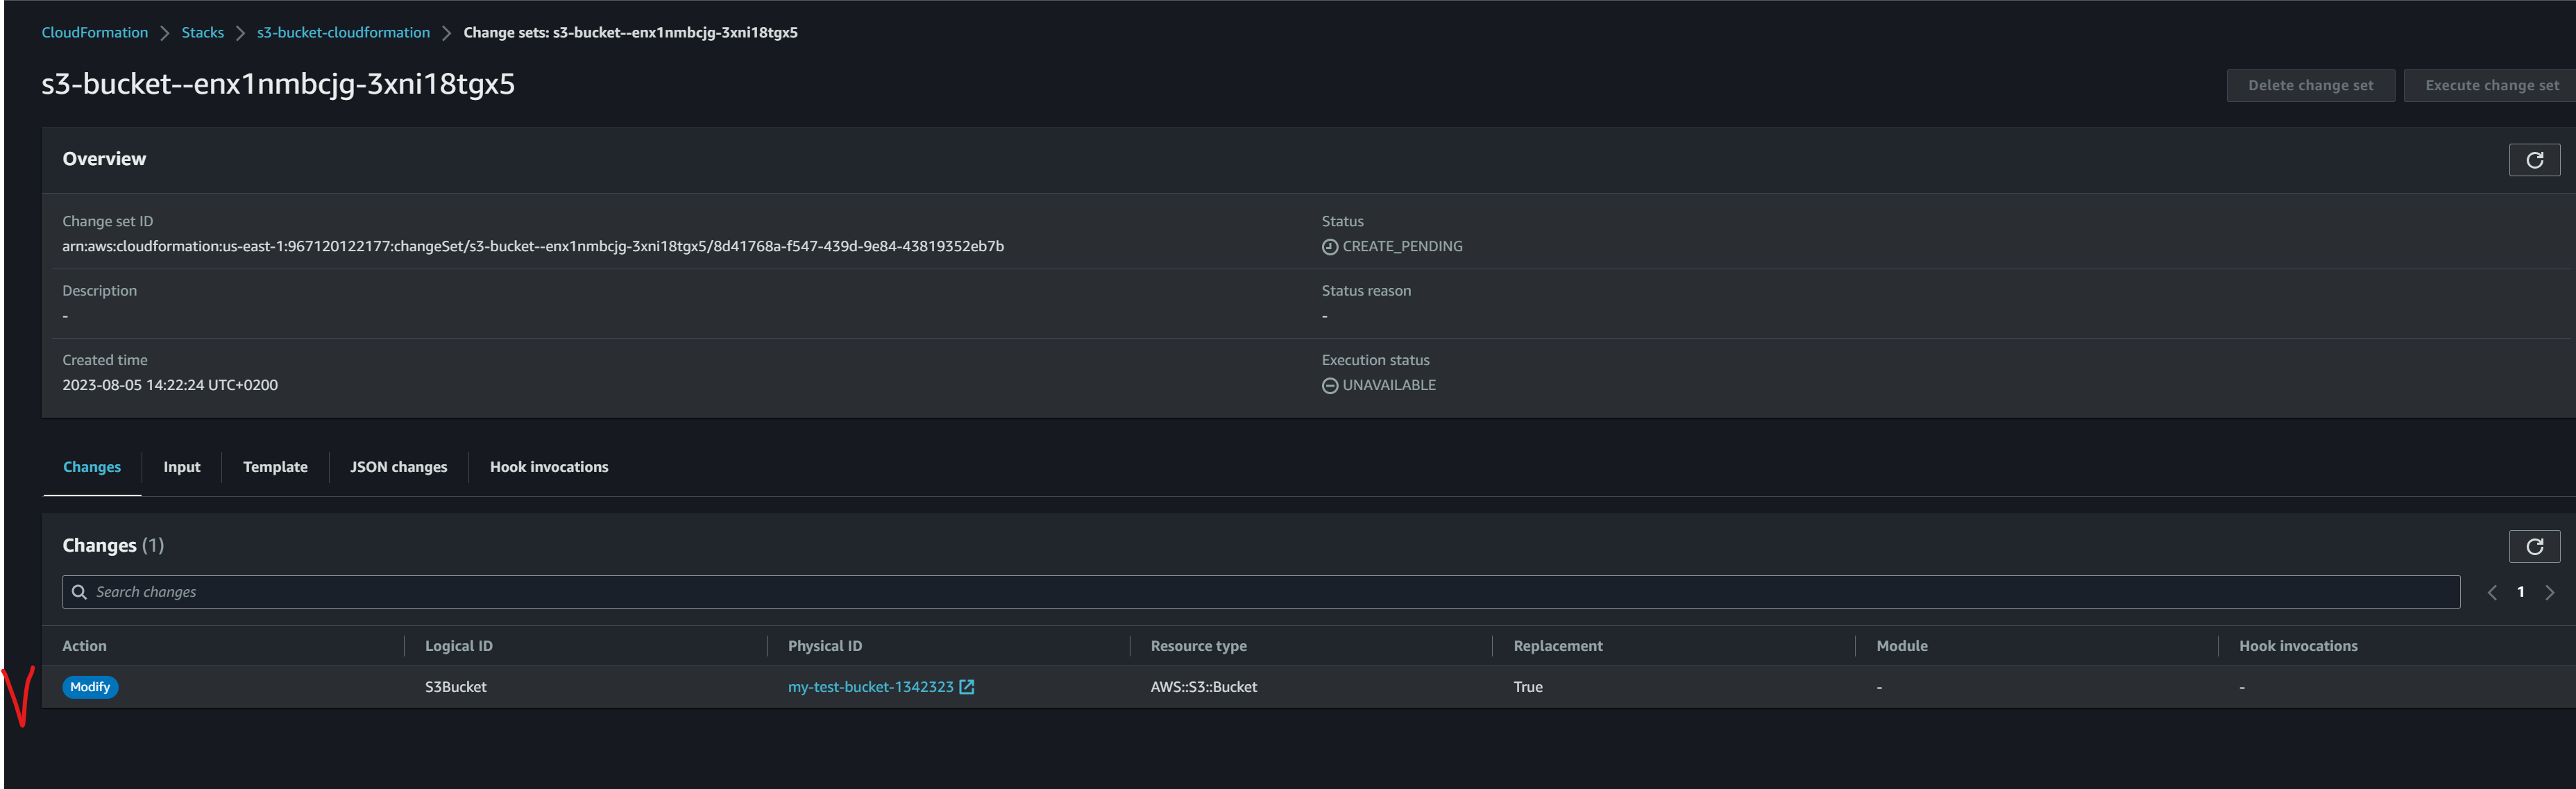 CloudFormation > Stacks > s3-bucket-cloudformation > Change sets: s3-bucket--enx1nmbcjg-3xni18tgx5
s3-bucket--enx1nmbcjg-3xni18tgx5
Delete change set Execute change set
Overview
Change set ID
arn:aws:cloudformation:us-east-1:967120122177:changeSet/s3-bucket--enx1nmbcjg-3xni18tgx5/8d41768a-f547-439d-9e84-43819352eb7b
Status
CREATE_PENDING
Description
-
Status reason
-
Created time
2023-08-05 14:22:24 UTC+0200
Execution status
UNAVAILABLE
Changes Input Template JSON changes Hook invocations
Changes (1)
Search changes
1
Action Logical ID Physical ID Resource type Replacement Module Hook invocations
Modify S3Bucket my-test-bucket-1342323 AWS::S3::Bucket True - -